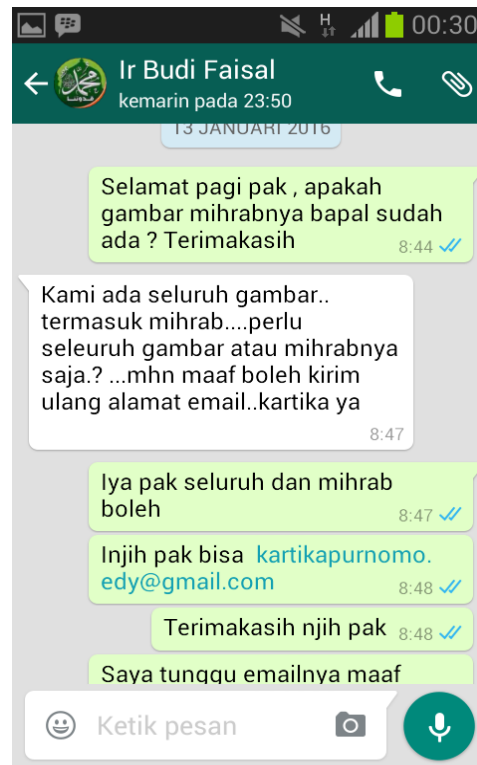 H 00:30
Ir Budi Faisal
kemarin pada 23:50
13 JANUARI 2016
Selamat pagi pak , apakah
gambar mihrabnya bapal sudah
ada ? Terimakasih
8:44
Kami ada seluruh gambar..
termasuk mihrab....perlu
seleuruh gambar atau mihrabnya
saja.? ...mhn maaf boleh kirim
ulang alamat email..kartika ya
8:47
Iya pak seluruh dan mihrab
boleh
8:47
Injih pak bisa kartikapurnomo.
edy@gmail.com
8:48
Terimakasih njih pak 8:48
Saya tunggu emailnya maaf
Ketik pesan